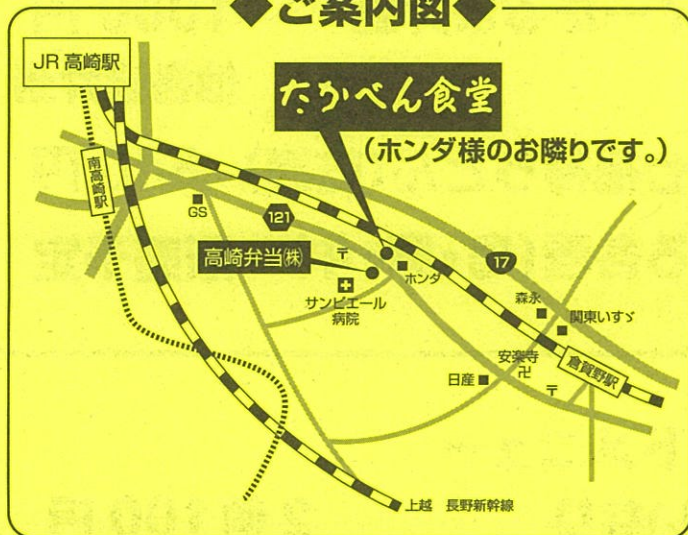 ◆ご案内図◆
JR 高崎駅
たかべん食堂
(ホンダ様のお隣りです。)
南高崎駅
GS
121
高崎弁当㈱
〒
ホンダ
サンピエール
病院
17
森永
関東いすゞ
安楽寺
卍
倉賀野駅
日産
〒
上越 長野新幹線